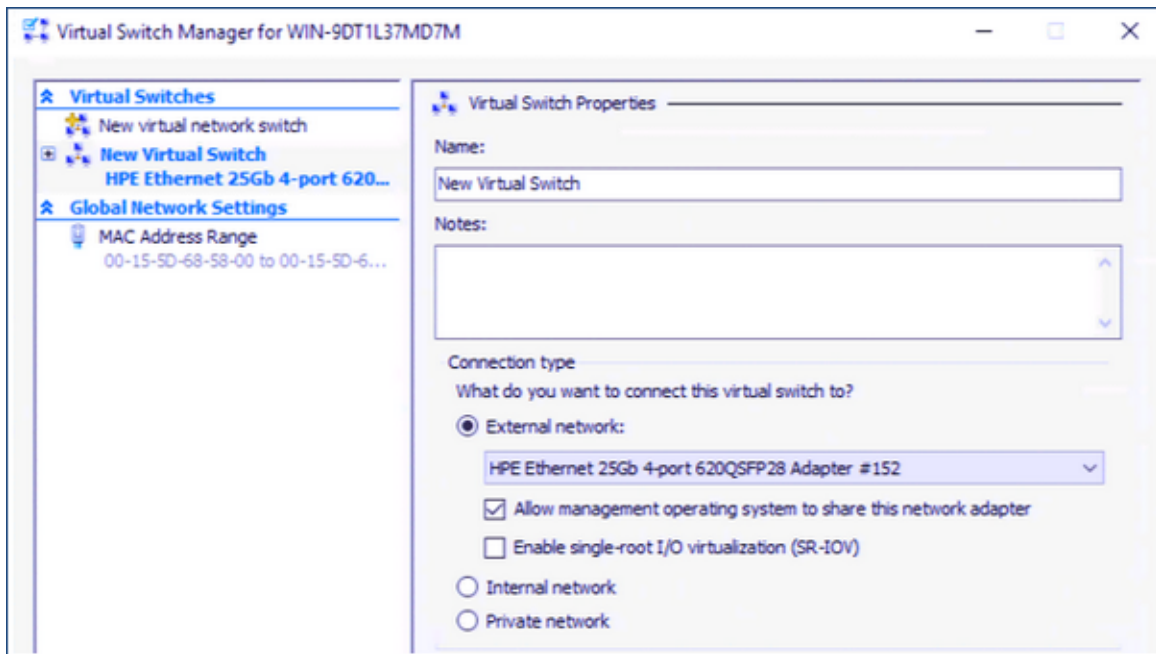 Virtual Switch Manager for WIN-9DT1L37MD7M
Virtual Switches
New virtual network switch
New Virtual Switch
HPE Ethernet 25Gb 4-port 620...
Global Network Settings
MAC Address Range
00-15-5D-68-58-00 to 00-15-5D-6...
Virtual Switch Properties
Name:
New Virtual Switch
Notes:
Connection type
What do you want to connect this virtual switch to?
External network:
HPE Ethernet 25Gb 4-port 620QSFP28 Adapter #152
Allow management operating system to share this network adapter
Enable single-root I/O virtualization (SR-IOV)
Internal network
Private network